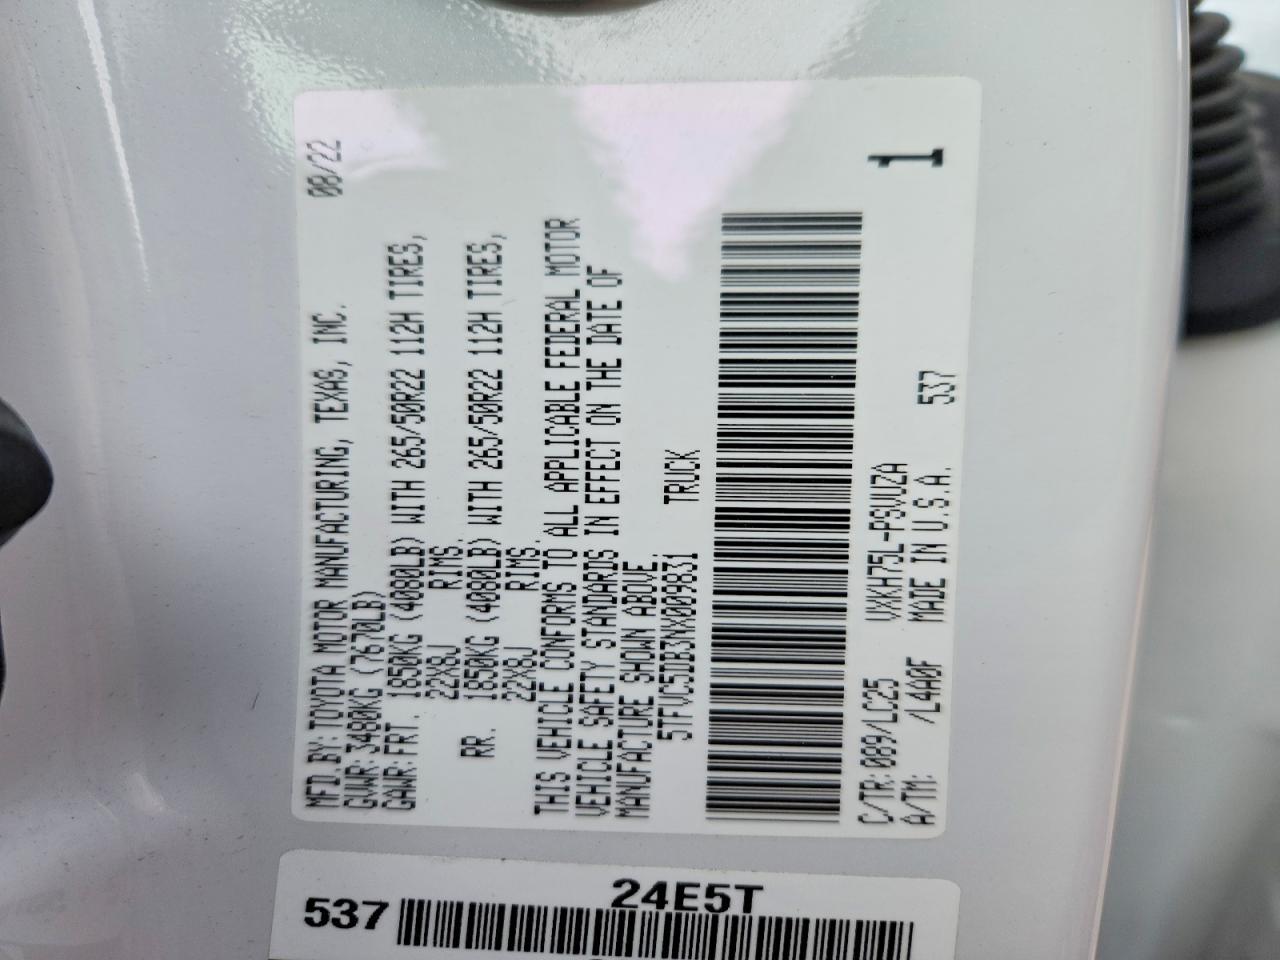 MFD.BY:TOYOTA MOTOR MANUFACTURING, TEXAS, INC. 08/22
GVWR:3480KG (7670LB)
GAWR:FRT. 1850KG (4080LB) WITH 265/50R22 112H TIRES,
22X8J RIMS.
RR. 1850KG (4080LB) WITH 265/50R22 112H TIRES,
22X8J RIMS.
THIS VEHICLE CONFORMS TO ALL APPLICABLE FEDERAL MOTOR
VEHICLE SAFETY STANDARDS IN EFFECT ON THE DATE OF
MANUFACTURE SHOWN ABOVE.
5TFVC5DB3NX009831 TRUCK
C/TR:089/LC25 VXKH75L-PSVUZA 1
A/TM: /L4A0F MADE IN U.S.A. 537
24E5T
537